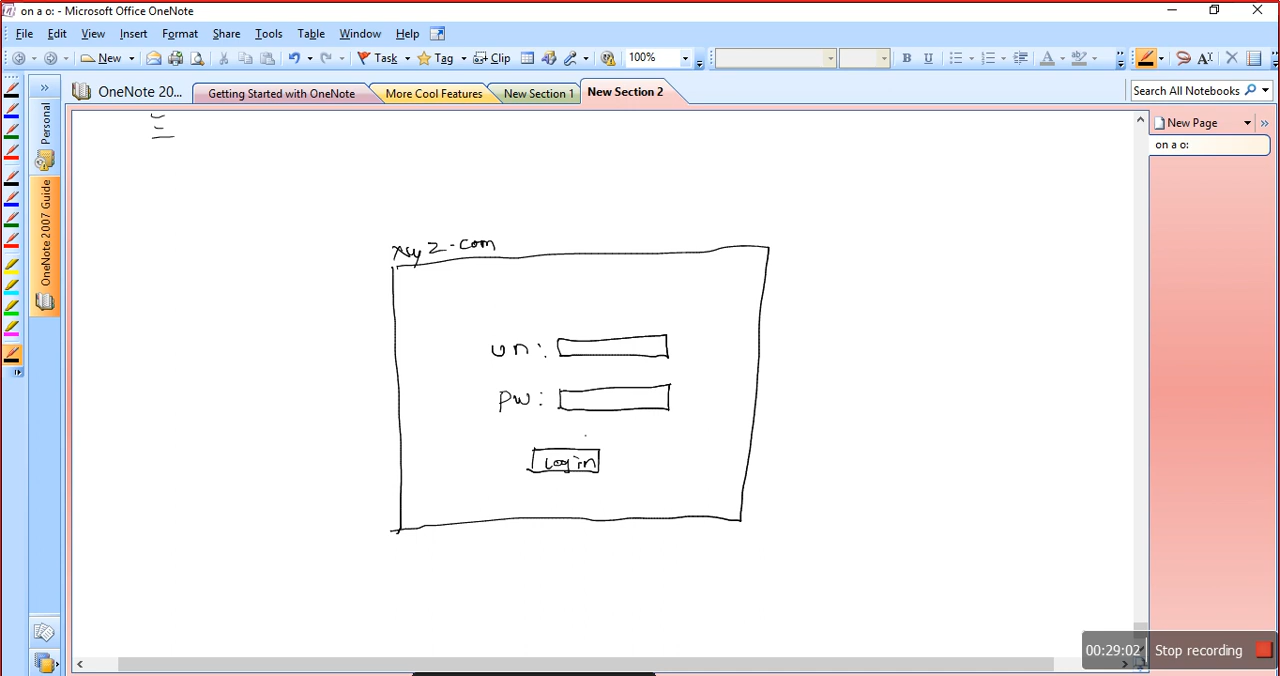 on a o: - Microsoft Office OneNote
File Edit View Insert Format Share Tools Table Window Help
New Task Tag Clip 100% B U A
OneNote 20... Getting Started with OneNote More Cool Features New Section 1 New Section 2 Search All Notebooks
Personal
OneNote 2007 Guide
New Page
on a o:
xyz.com
un:
pw:
Login
00:29:02 Stop recording